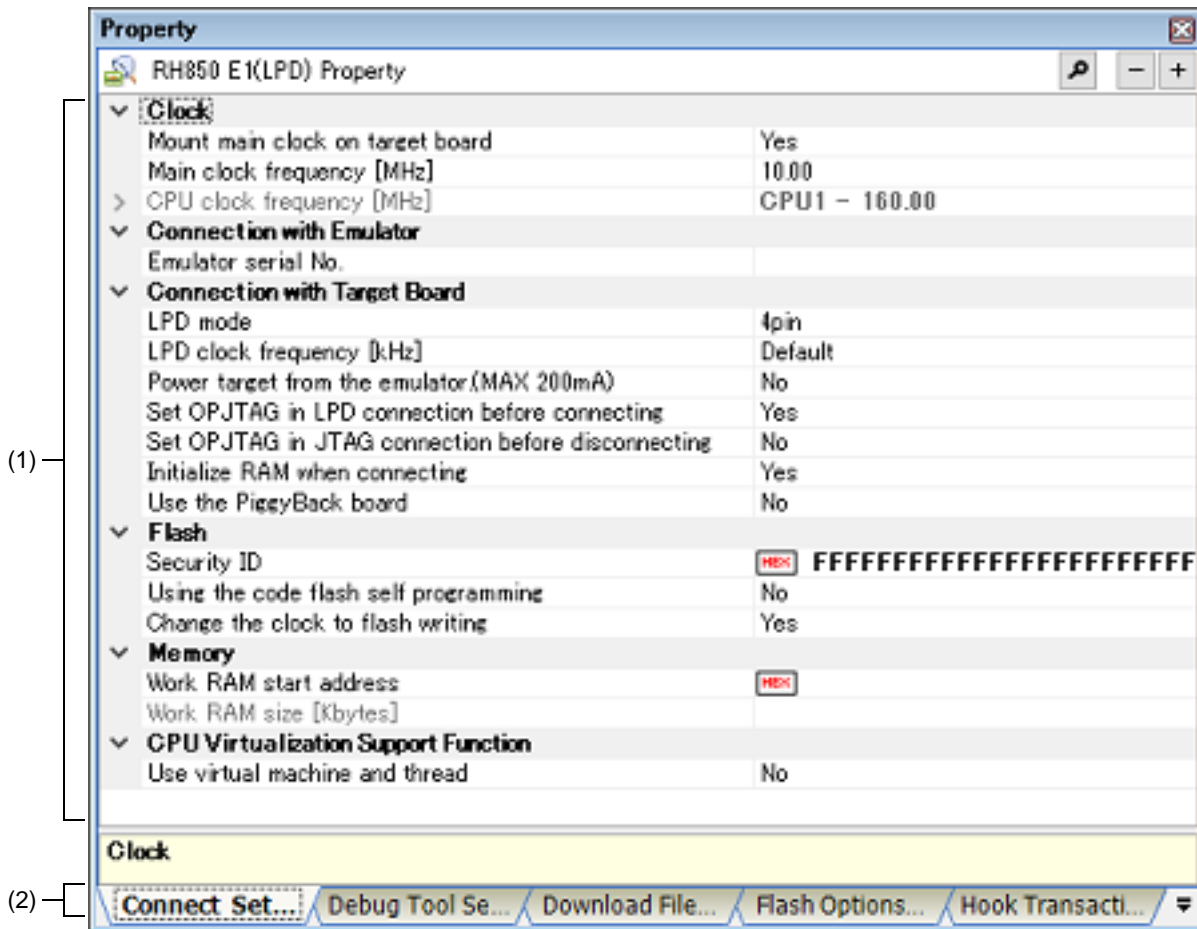 Property
RH850 E1(LPD) Property
Clock
Mount main clock on target board Yes
Main clock frequency [MHz] 10.00
CPU clock frequency [MHz] CPU1 - 160.00
Connection with Emulator
Emulator serial No.
Connection with Target Board
LPD mode 4pin
LPD clock frequency [kHz] Default
Power target from the emulator.(MAX 200mA) No
Set OPJTAG in LPD connection before connecting Yes
Set OPJTAG in JTAG connection before disconnecting No
(1)
Initialize RAM when connecting Yes
Use the PiggyBack board No
Flash
Security ID HEX FFFFFFFFFFFFFFFFFFFFFFFF
Using the code flash self programming No
Change the clock to flash writing Yes
Memory
Work RAM start address HEX
Work RAM size [Kbytes]
CPU Virtualization Support Function
Use virtual machine and thread No
Clock
(2) Connect Set... Debug Tool Se... Download File... Flash Options... Hook Transacti...